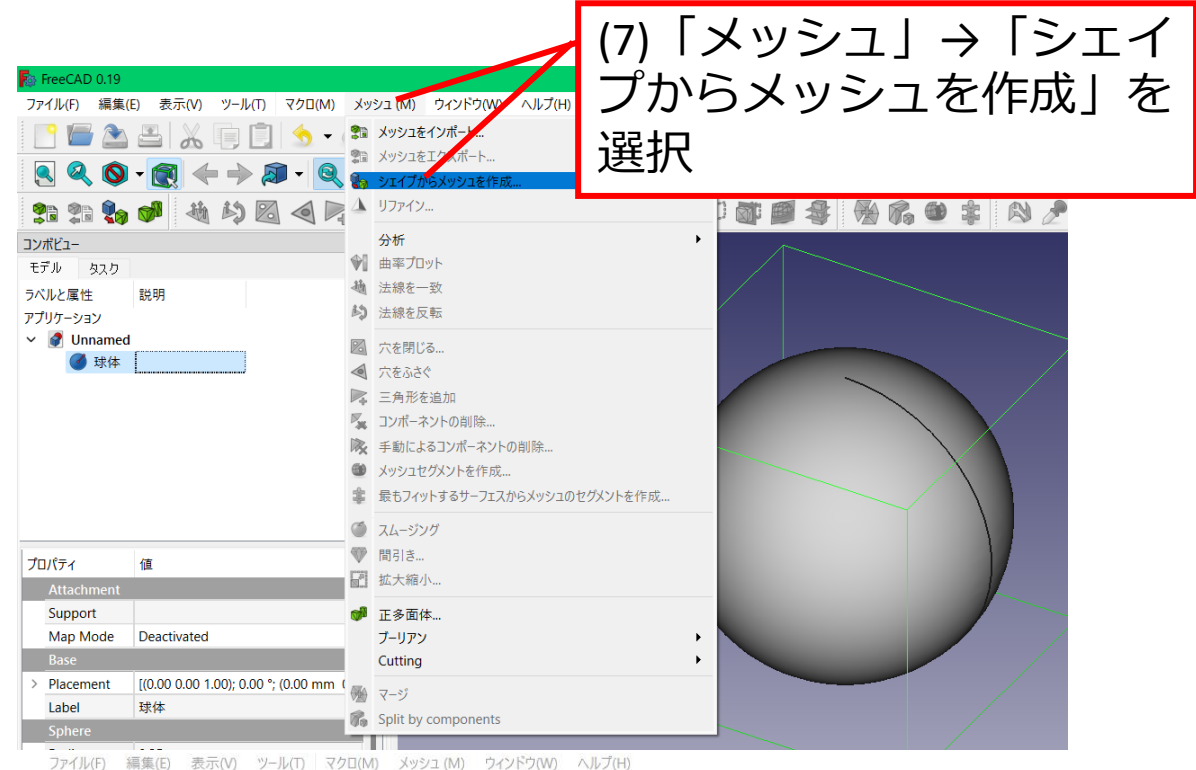 (7)「メッシュ」→「シェイ
プからメッシュを作成」を
選択
FreeCAD 0.19
ファイル(F) 編集(E) 表示(V) ツール(T) マクロ(M) メッシュ (M) ウィンドウ(W) ヘルプ(H)
メッシュをインポート...
メッシュをエクスポート...
シェイプからメッシュを作成...
リファイン...
分析
曲率プロット
法線を一致
法線を反転
穴を閉じる...
穴をふさぐ
三角形を追加
コンポーネントの削除...
手動によるコンポーネントの削除...
メッシュセグメントを作成...
最もフィットするサーフェスからメッシュのセグメントを作成...
スムージング
間引き...
拡大縮小...
正多面体...
ブーリアン
Cutting
マージ
Split by components
コンボビュー
モデル タスク
ラベルと属性 説明
アプリケーション
Unnamed
球体
プロパティ 値
Attachment
Support
Map Mode Deactivated
Base
Placement [(0.00 0.00 1.00); 0.00 °; (0.00 mm
Label 球体
Sphere
ファイル(F) 編集(E) 表示(V) ツール(T) マクロ(M) メッシュ (M) ウィンドウ(W) ヘルプ(H)